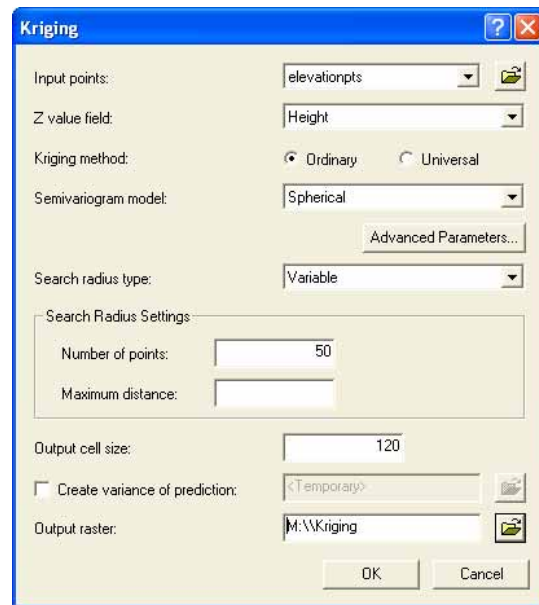 Kriging
Input points: elevationpts
Z value field: Height
Kriging method: Ordinary Universal
Semivariogram model: Spherical
Advanced Parameters...
Search radius type: Variable
Search Radius Settings
Number of points: 50
Maximum distance:
Output cell size: 120
Create variance of prediction: <Temporary>
Output raster: M:\\Kriging
OK Cancel